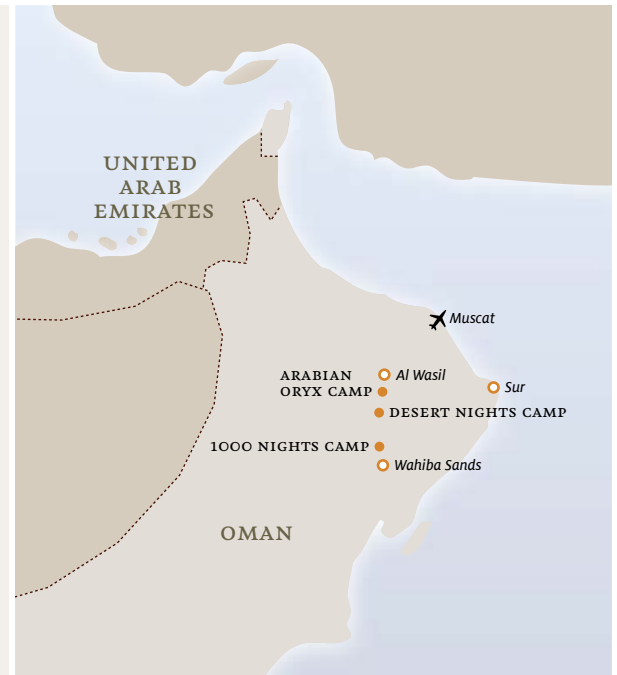 UNITED
ARAB
EMIRATES
Muscat
ARABIAN
ORYX CAMP
Al Wasil
Sur
DESERT NIGHTS CAMP
1000 NIGHTS CAMP
Wahiba Sands
OMAN